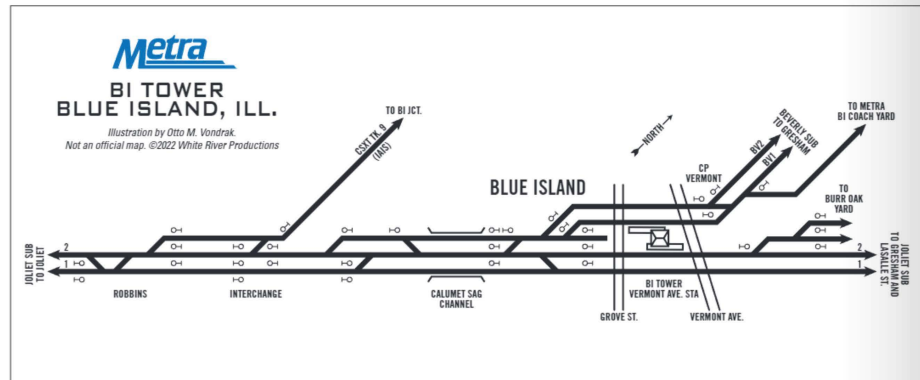 Metra
BI TOWER
BLUE ISLAND, ILL.
Illustration by Otto M. Vondrak.
Not an official map. ©2022 White River Productions
TO BI JCT.
CSXT TK. 9
(IAIS)
NORTH
BLUE ISLAND
BV2
BV1
BEVERLY SUB
TO GRESHAM
TO METRA
BI COACH YARD
CP
VERMONT
TO
BURR OAK
YARD
JOLIET SUB
TO JOLIET
2
1
ROBBINS
INTERCHANGE
CALUMET SAG
CHANNEL
GROVE ST.
BI TOWER
VERMONT AVE. STA
VERMONT AVE.
2
1
JOLIET SUB
TO GRESHAM AND
LASALLE ST.